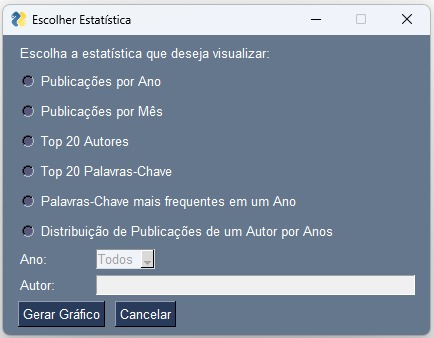 Escolher Estatística
Escolha a estatística que deseja visualizar:
Publicações por Ano
Publicações por Mês
Top 20 Autores
Top 20 Palavras-Chave
Palavras-Chave mais frequentes em um Ano
Distribuição de Publicações de um Autor por Anos
Ano: Todos
Autor:
Gerar Gráfico Cancelar